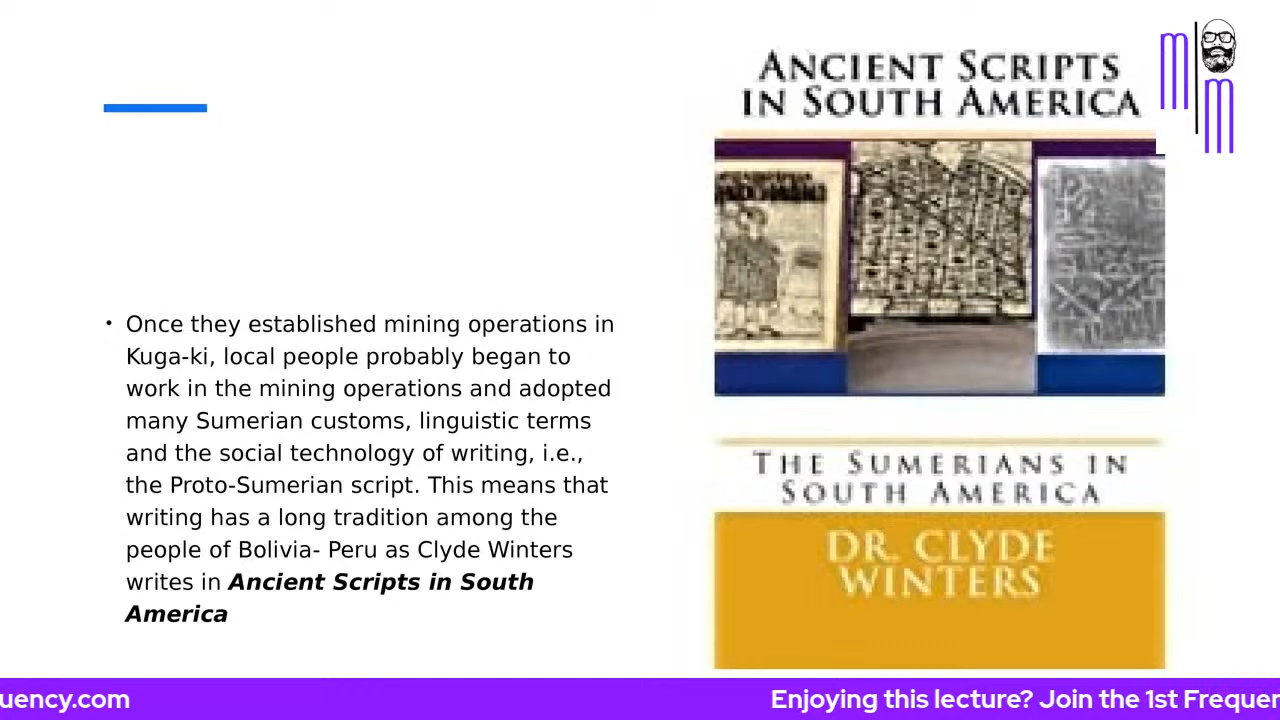 ANCIENT SCRIPTS
IN SOUTH AMERICA
• Once they established mining operations in
Kuga-ki, local people probably began to
work in the mining operations and adopted
many Sumerian customs, linguistic terms
and the social technology of writing, i.e.,
the Proto-Sumerian script. This means that
writing has a long tradition among the
people of Bolivia- Peru as Clyde Winters
writes in Ancient Scripts in South
America
THE SUMERIANS IN
SOUTH AMERICA
DR. CLYDE
WINTERS
uency.com
Enjoying this lecture? Join the 1st Frequen